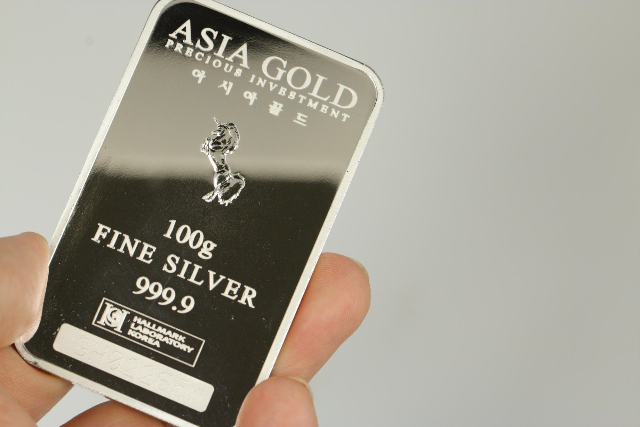 ASIA GOLD
PRECIOUS INVESTMENT
아시아골드
100g
FINE SILVER
999.9
HALLMARK
LABORATORY
KOREA